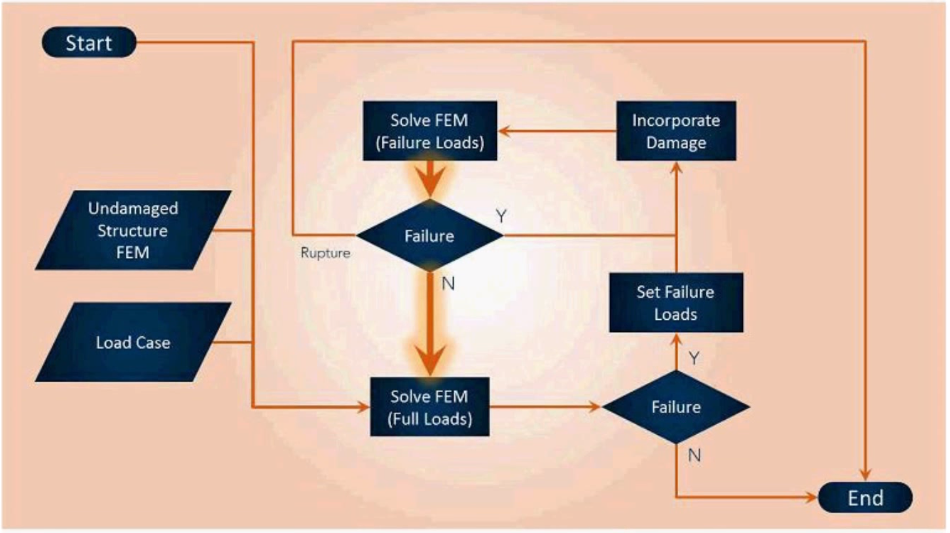 Start
Solve FEM
(Failure Loads)
Incorporate
Damage
Undamaged
Structure
FEM
Failure
Y
Rupture
N
Set Failure
Loads
Load Case
Y
Solve FEM
(Full Loads)
Failure
N
End